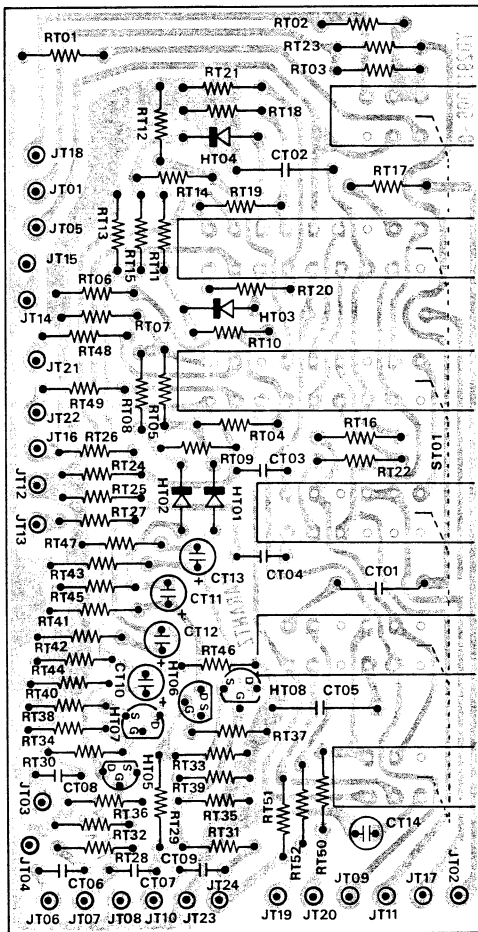 RT02
RT01
RT23
RT03
RT21
RT12
RT18
HT04
JT18
CT02
RT14
RT17
JT01
RT19
JT05
RT13
RT15
RT11
JT15
RT06
RT20
JT14
RT07
HT03
RT48
RT10
JT21
RT49
RT08
RT05
JT22
RT04
RT16
JT16
RT26
RT09
CT03
ST01
RT24
RT22
JT12
RT25
HT02
HT01
RT27
JT13
RT47
CT13
+
CT04
RT43
CT11
CT01
RT45
+
RT41
CT12
RT42
+
RT46
RT44
CT10
HT06
D
S
G
RT40
+
HT08
CT05
RT38
HT07
S
G
D
S
G
D
RT34
RT37
RT30
D
S
G
HT05
RT33
CT08
RT39
JT03
RT36
RT29
RT35
RT51
RT52
RT50
CT14
RT32
RT31
JT04
RT28
CT09
CT06
CT07
JT24
JT02
JT06
JT07
JT08
JT10
JT23
JT19
JT20
JT09
JT11
JT17